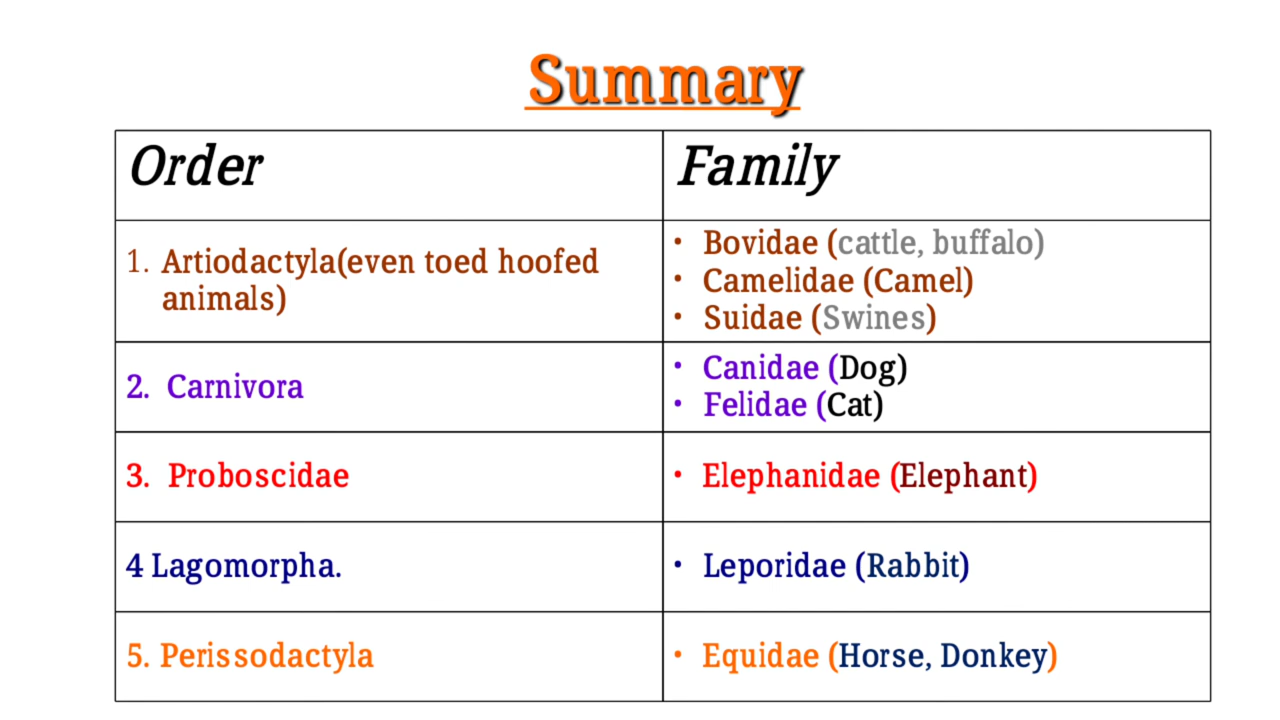 Summary
Order
Family
1. Artiodactyla(even toed hoofed
animals)
• Bovidae (cattle, buffalo)
• Camelidae (Camel)
• Suidae (Swines)
2. Carnivora
• Canidae (Dog)
• Felidae (Cat)
3. Proboscidae
• Elephanidae (Elephant)
4 Lagomorpha.
• Leporidae (Rabbit)
5. Perissodactyla
• Equidae (Horse, Donkey)